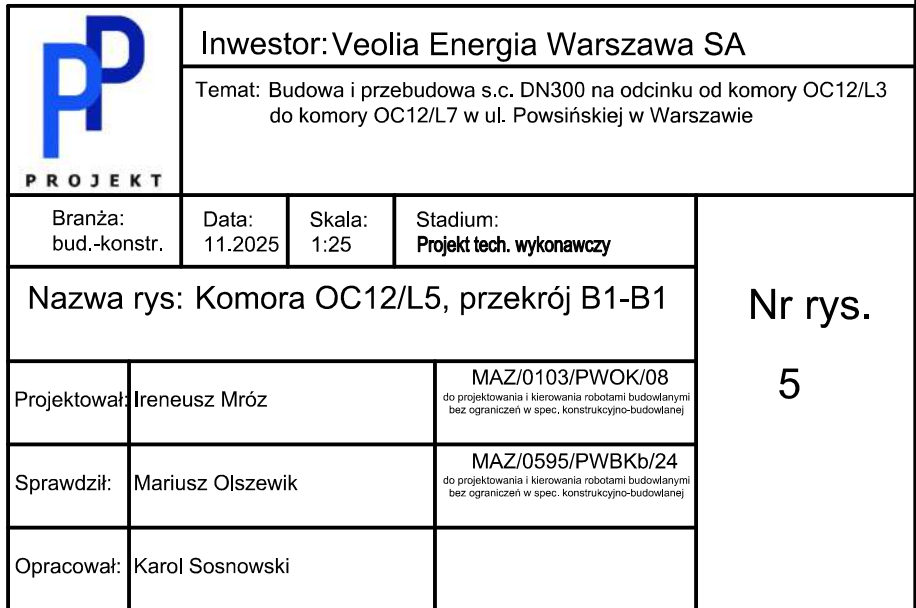 PP
PROJEKT
Inwestor: Veolia Energia Warszawa SA
Temat: Budowa i przebudowa s.c. DN300 na odcinku od komory OC12/L3
do komory OC12/L7 w ul. Powsińskiej w Warszawie
Branża:
bud.-konstr.
Data:
11.2025
Skala:
1:25
Stadium:
Projekt tech. wykonawczy
Nazwa rys: Komora OC12/L5, przekrój B1-B1
Nr rys.
5
Projektował: Ireneusz Mróz
MAZ/0103/PWOK/08
do projektowania i kierowania robotami budowlanymi
bez ograniczeń w spec. konstrukcyjno-budowlanej
Sprawdził: Mariusz Olszewik
MAZ/0595/PWBKb/24
do projektowania i kierowania robotami budowlanymi
bez ograniczeń w spec. konstrukcyjno-budowlanej
Opracował: Karol Sosnowski